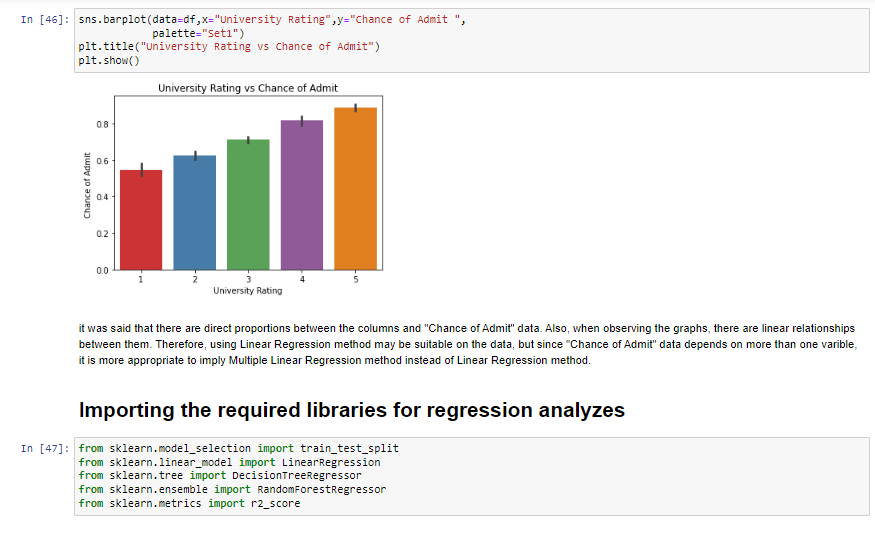 In [46]: sns.barplot(data=df,x="University Rating",y="Chance of Admit ",
palette="Set1")
plt.title("University Rating vs Chance of Admit")
plt.show()
University Rating vs Chance of Admit
0.8
0.6
0.4
0.2
0.0
Chance of Admit
1 2 3 4 5
University Rating
it was said that there are direct proportions between the columns and "Chance of Admit" data. Also, when observing the graphs, there are linear relationships
between them. Therefore, using Linear Regression method may be suitable on the data, but since "Chance of Admit" data depends on more than one varible,
it is more appropriate to imply Multiple Linear Regression method instead of Linear Regression method.
Importing the required libraries for regression analyzes
In [47]: from sklearn.model_selection import train_test_split
from sklearn.linear_model import LinearRegression
from sklearn.tree import DecisionTreeRegressor
from sklearn.ensemble import RandomForestRegressor
from sklearn.metrics import r2_score